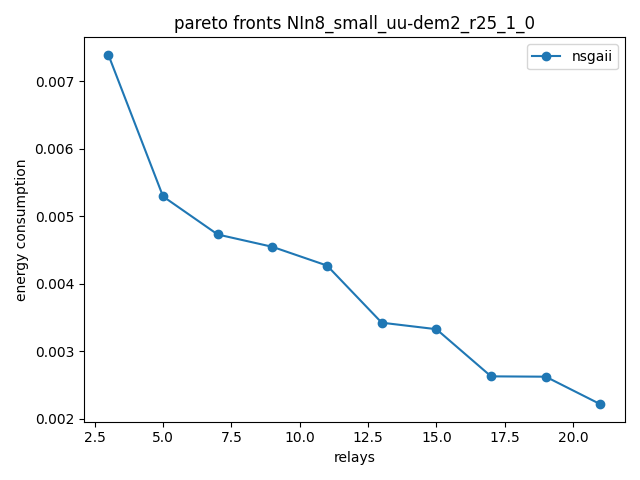 pareto fronts NIn8_small_uu-dem2_r25_1_0
nsgaii
energy consumption
0.007
0.006
0.005
0.004
0.003
0.002
2.5 5.0 7.5 10.0 12.5 15.0 17.5 20.0
relays